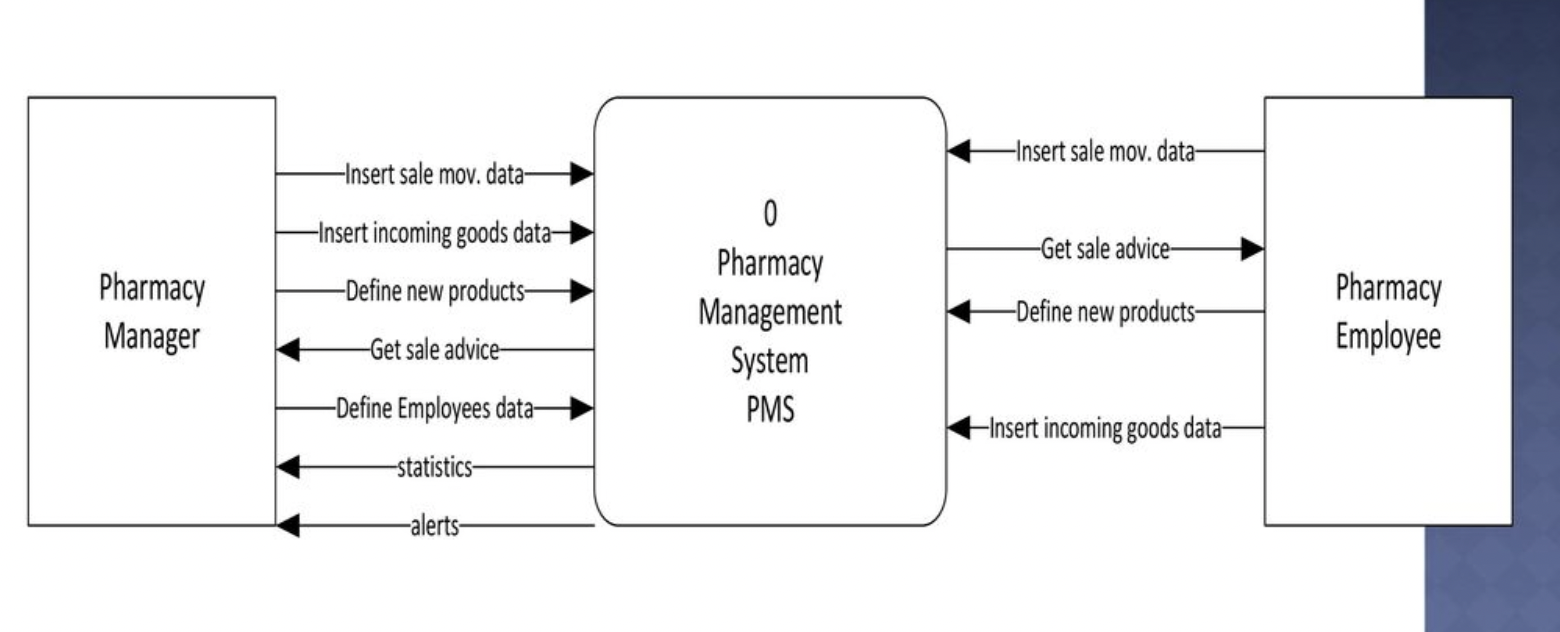 Pharmacy
Manager
Insert sale mov. data
Insert incoming goods data
Define new products
Get sale advice
Define Employees data
statistics
alerts
0
Pharmacy
Management
System
PMS
Insert sale mov. data
Get sale advice
Define new products
Insert incoming goods data
Pharmacy
Employee